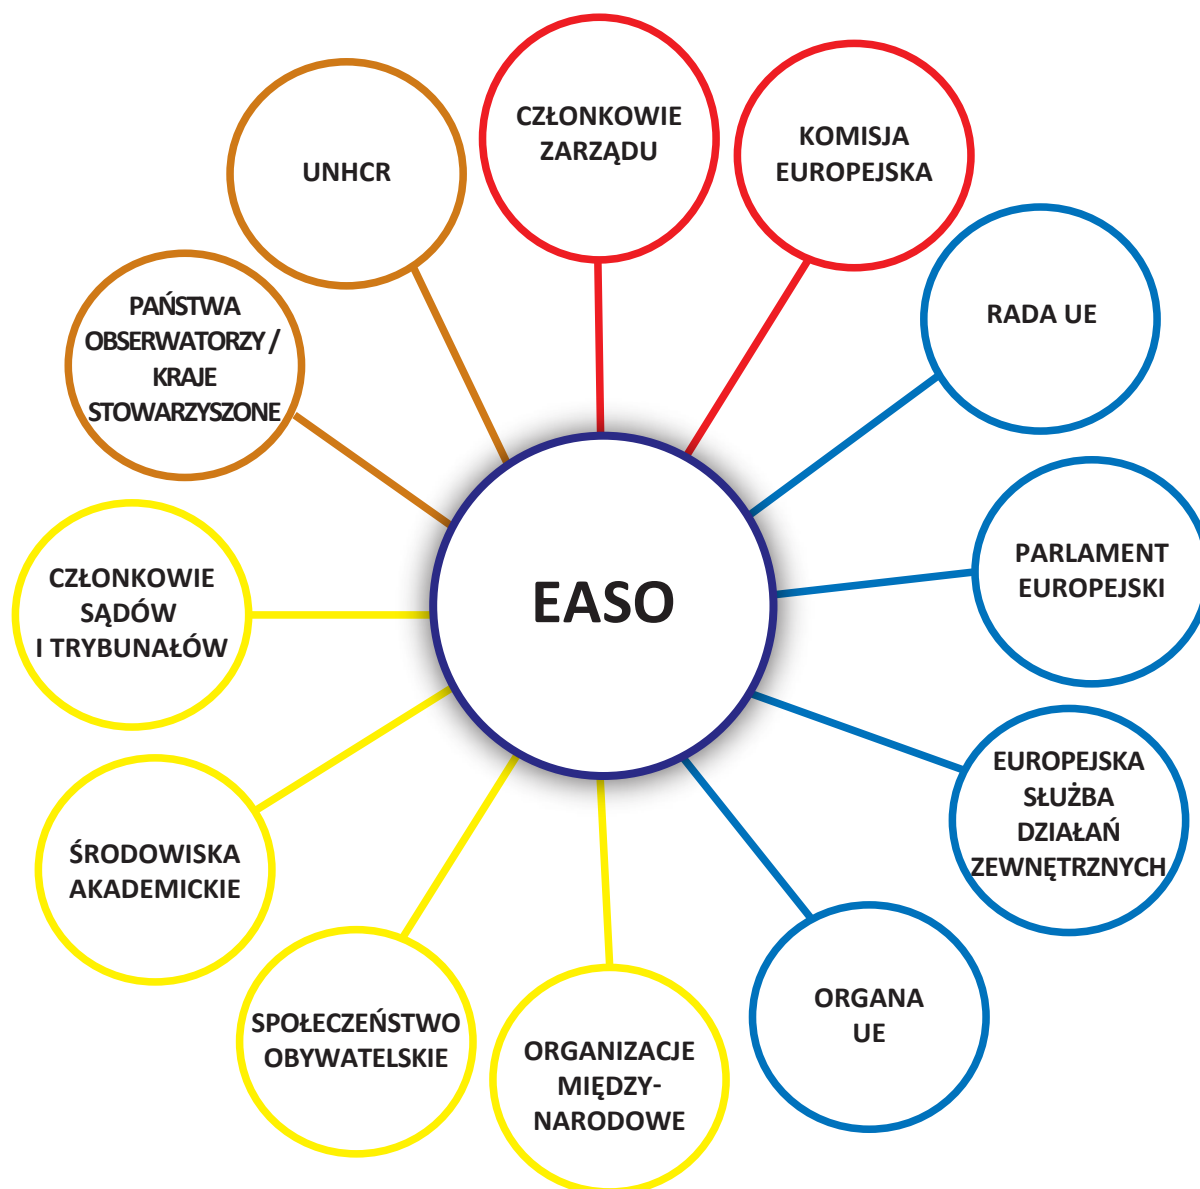 CZŁONKOWIE
ZARZĄDU
KOMISJA
EUROPEJSKA
UNHCR
RADA UE
PAŃSTWA
OBSERWATORZY /
KRAJE
STOWARZYSZONE
PARLAMENT
EUROPEJSKI
CZŁONKOWIE
SĄDÓW
I TRYBUNAŁÓW
EASO
EUROPEJSKA
SŁUŻBA
DZIAŁAŃ
ZEWNĘTRZNYCH
ŚRODOWISKA
AKADEMICKIE
ORGANA
UE
SPOŁECZEŃSTWO
OBYWATELSKIE
ORGANIZACJE
MIĘDZY-
NARODOWE